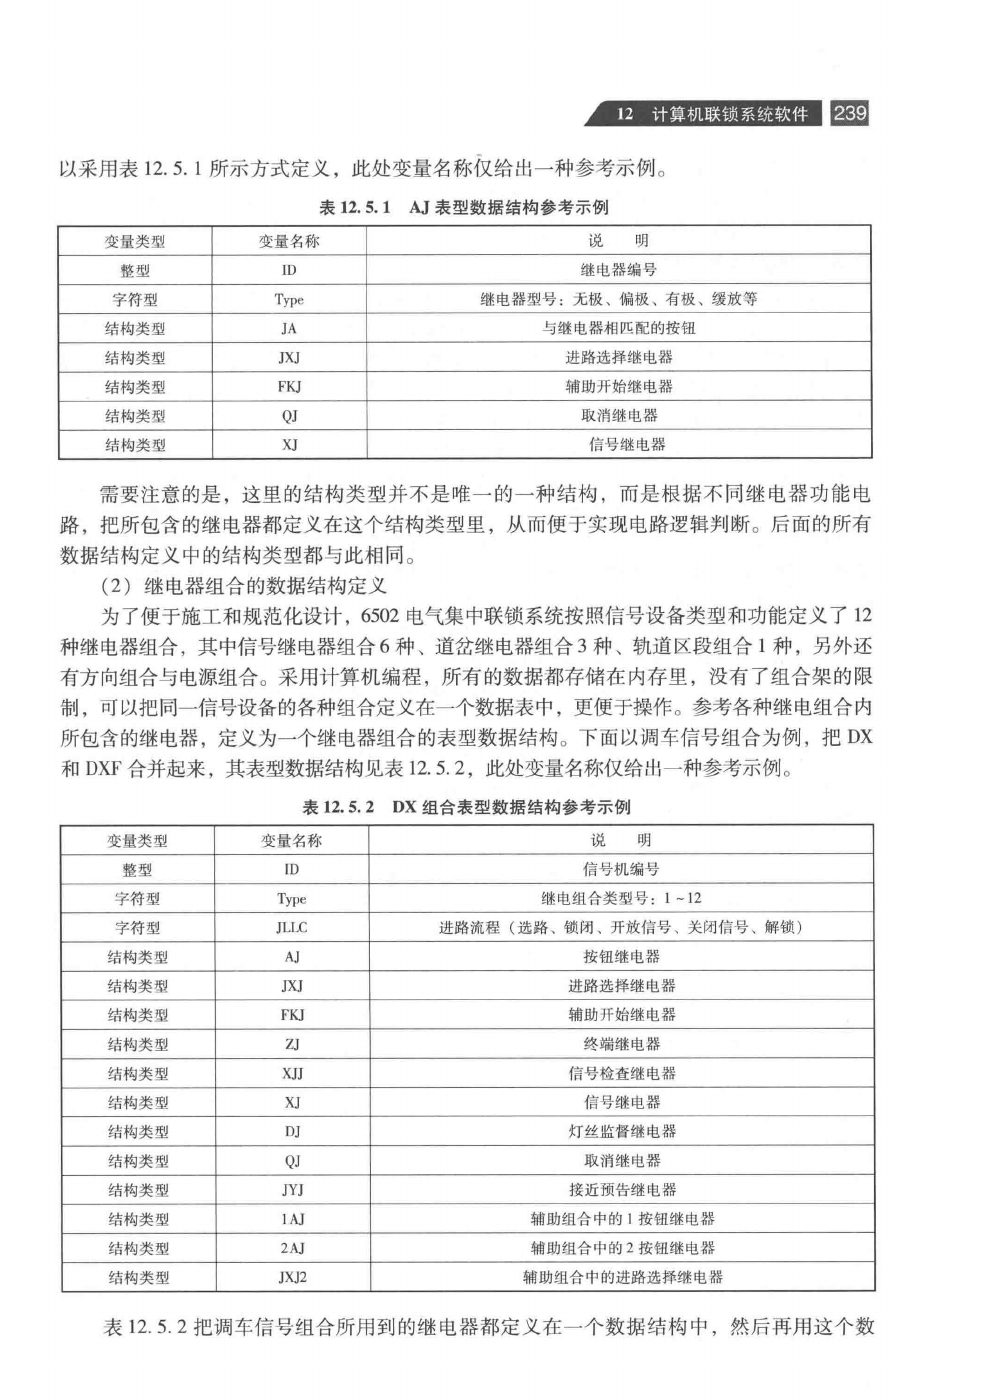 12 计算机联锁系统软件 239
以采用表 12. 5. 1 所示方式定义，此处变量名称仅给出一种参考示例。
表 12. 5. 1 AJ 表型数据结构参考示例
变量类型 变量名称 说 明
整型 ID 继电器编号
字符型 Type 继电器型号：无极、偏极、有极、缓放等
结构类型 JA 与继电器相匹配的按钮
结构类型 JXJ 进路选择继电器
结构类型 FKJ 辅助开始继电器
结构类型 QJ 取消继电器
结构类型 XJ 信号继电器
需要注意的是，这里的结构类型并不是唯一的一种结构，而是根据不同继电器功能电
路，把所包含的继电器都定义在这个结构类型里，从而便于实现电路逻辑判断。后面的所有
数据结构定义中的结构类型都与此相同。
（2）继电器组合的数据结构定义
为了便于施工和规范化设计，6502 电气集中联锁系统按照信号设备类型和功能定义了 12
种继电器组合，其中信号继电器组合 6 种、道岔继电器组合 3 种、轨道区段组合 1 种，另外还
有方向组合与电源组合。采用计算机编程，所有的数据都存储在内存里，没有了组合架的限
制，可以把同一信号设备的各种组合定义在一个数据表中，更便于操作。参考各种继电组合内
所包含的继电器，定义为一个继电器组合的表型数据结构。下面以调车信号组合为例，把 DX
和 DXF 合并起来，其表型数据结构见表 12. 5. 2，此处变量名称仅给出一种参考示例。
表 12. 5. 2 DX 组合表型数据结构参考示例
变量类型 变量名称 说 明
整型 ID 信号机编号
字符型 Type 继电组合类型号：1 ~ 12
字符型 JLLC 进路流程（选路、锁闭、开放信号、关闭信号、解锁）
结构类型 AJ 按钮继电器
结构类型 JXJ 进路选择继电器
结构类型 FKJ 辅助开始继电器
结构类型 ZJ 终端继电器
结构类型 XJJ 信号检查继电器
结构类型 XJ 信号继电器
结构类型 DJ 灯丝监督继电器
结构类型 QJ 取消继电器
结构类型 JYJ 接近预告继电器
结构类型 1AJ 辅助组合中的 1 按钮继电器
结构类型 2AJ 辅助组合中的 2 按钮继电器
结构类型 JXJ2 辅助组合中的进路选择继电器
表 12. 5. 2 把调车信号组合所用到的继电器都定义在一个数据结构中，然后再用这个数